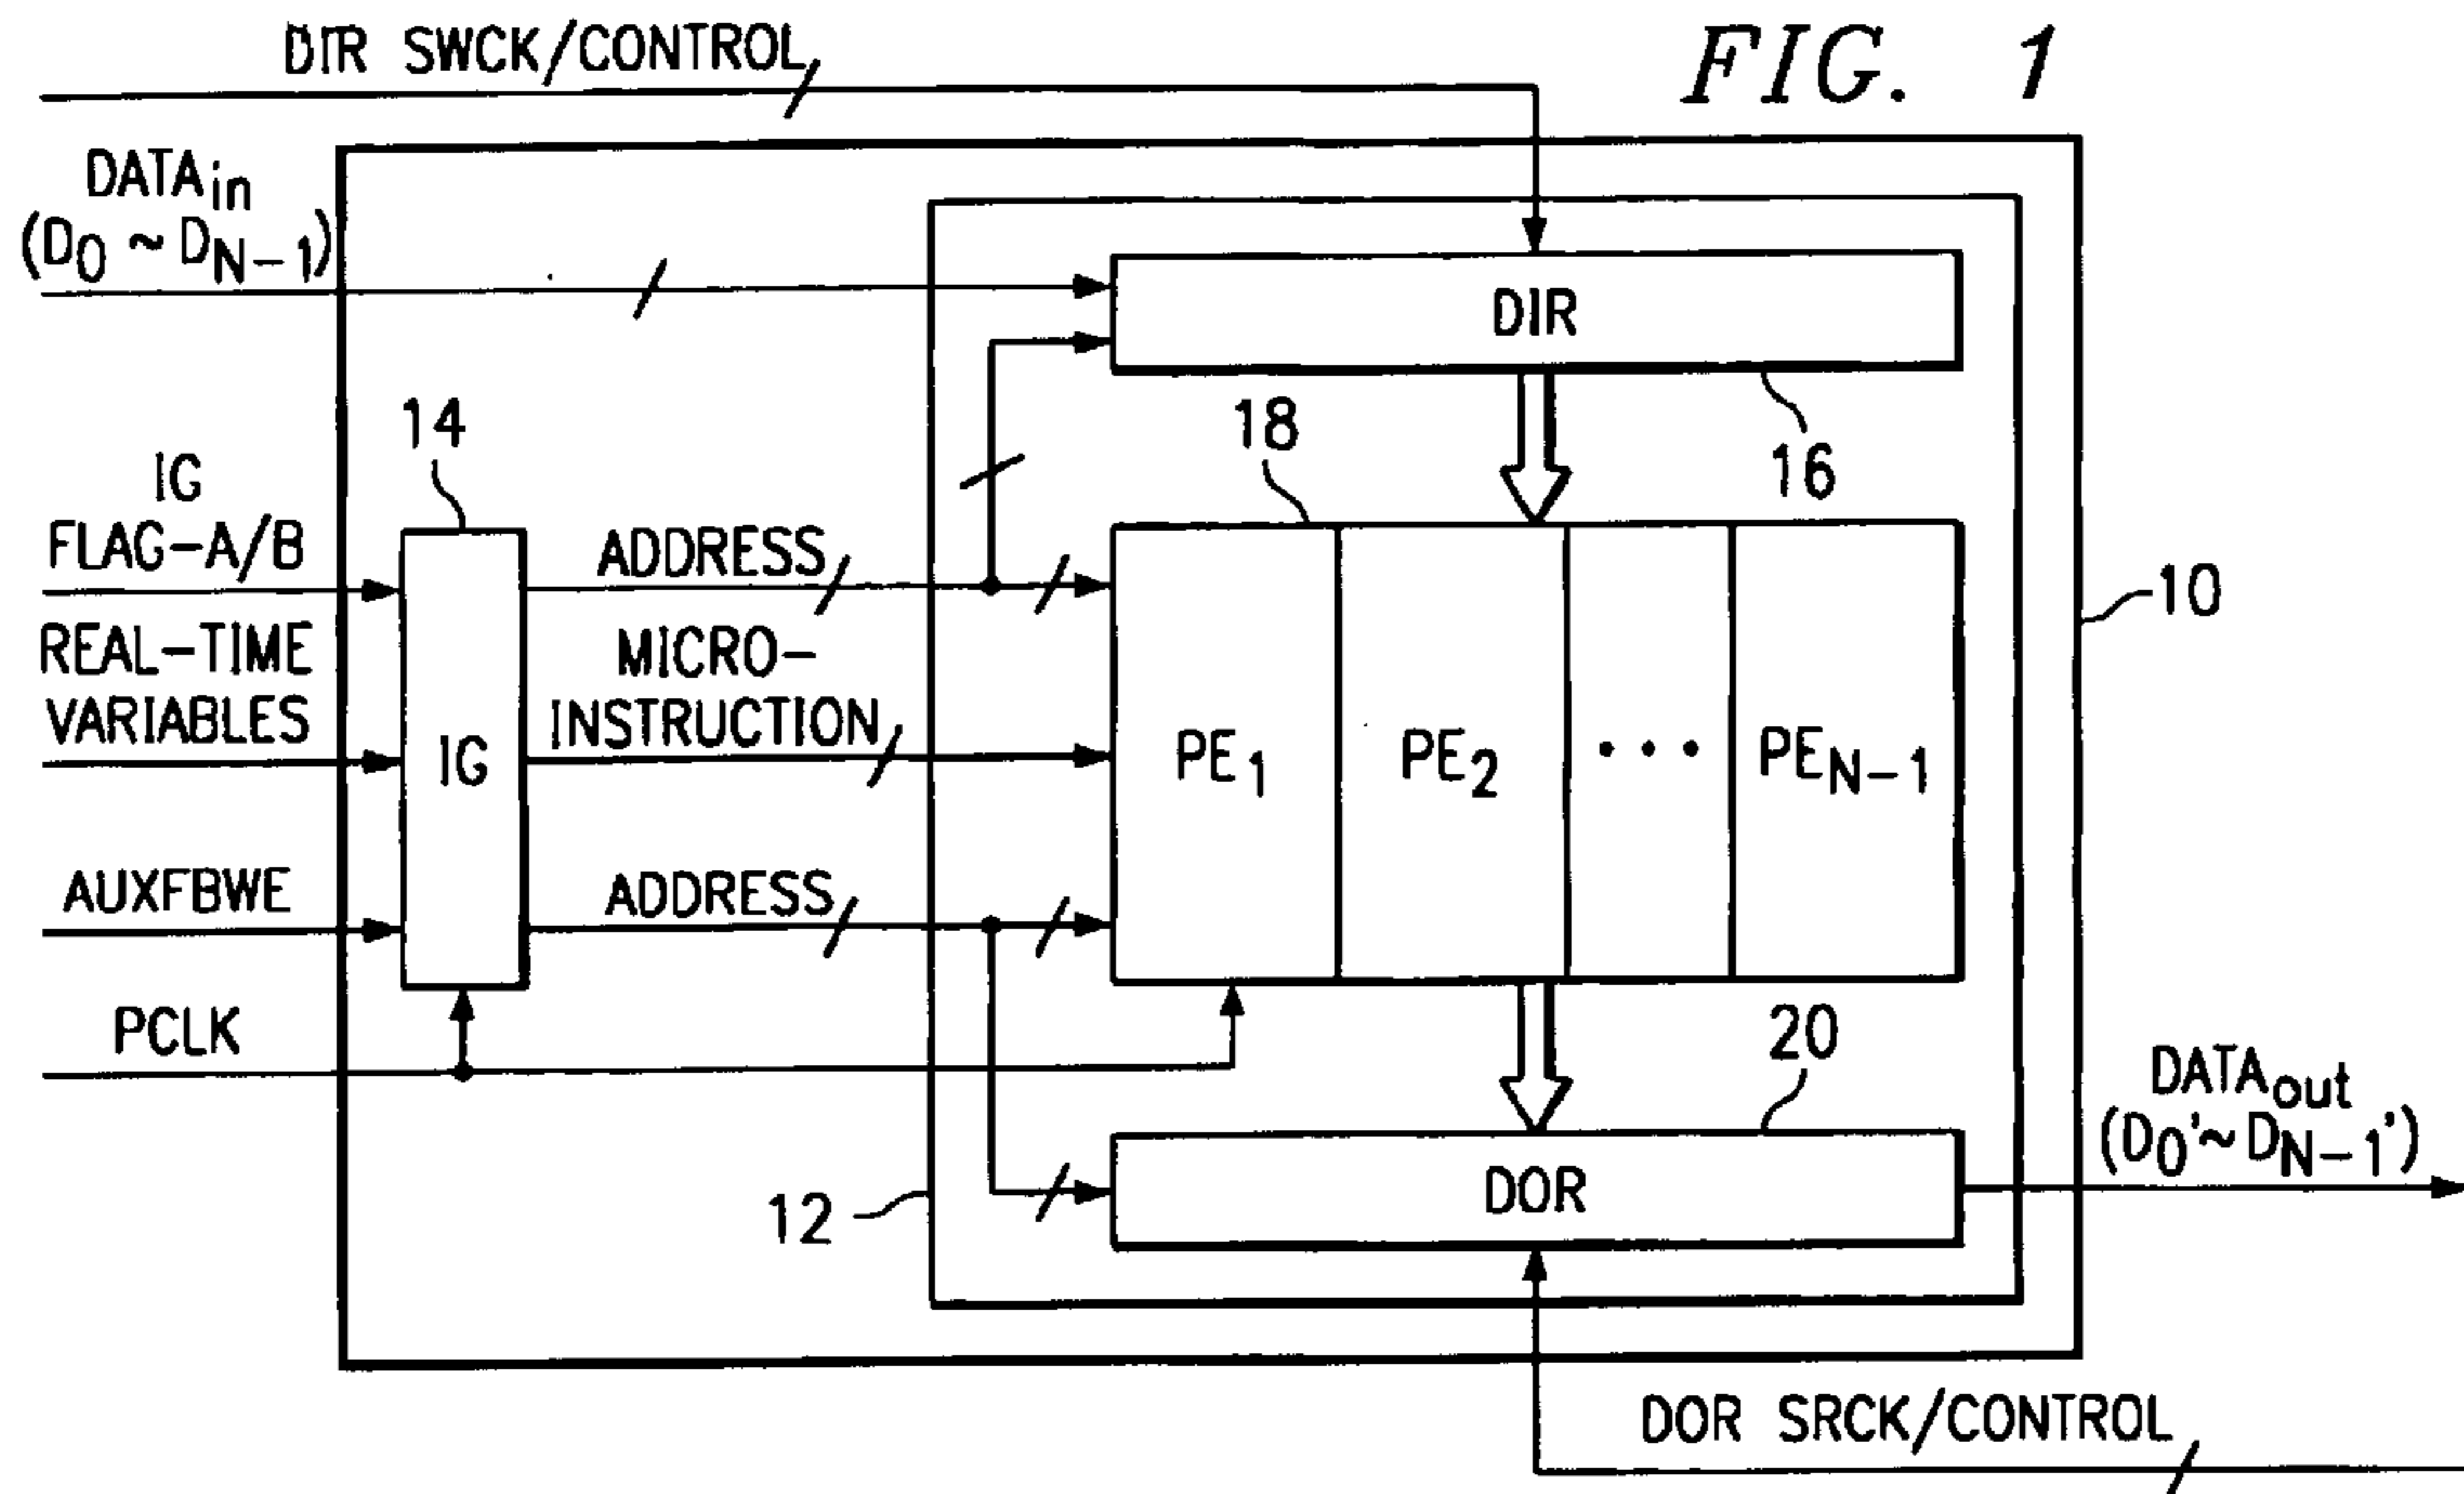 FIG. 1
DIR SWCK/CONTROL
DATAin
(D0 ~ DN-1)
DIR
16
14
18
IG
FLAG-A/B
ADDRESS
10
REAL-TIME
VARIABLES
MICRO-
INSTRUCTION
IG
PE1
PE2
• • •
PEN-1
AUXFBWE
ADDRESS
PCLK
20
DATAout
(D0'~ DN-1')
12
DOR
DOR SRCK/CONTROL